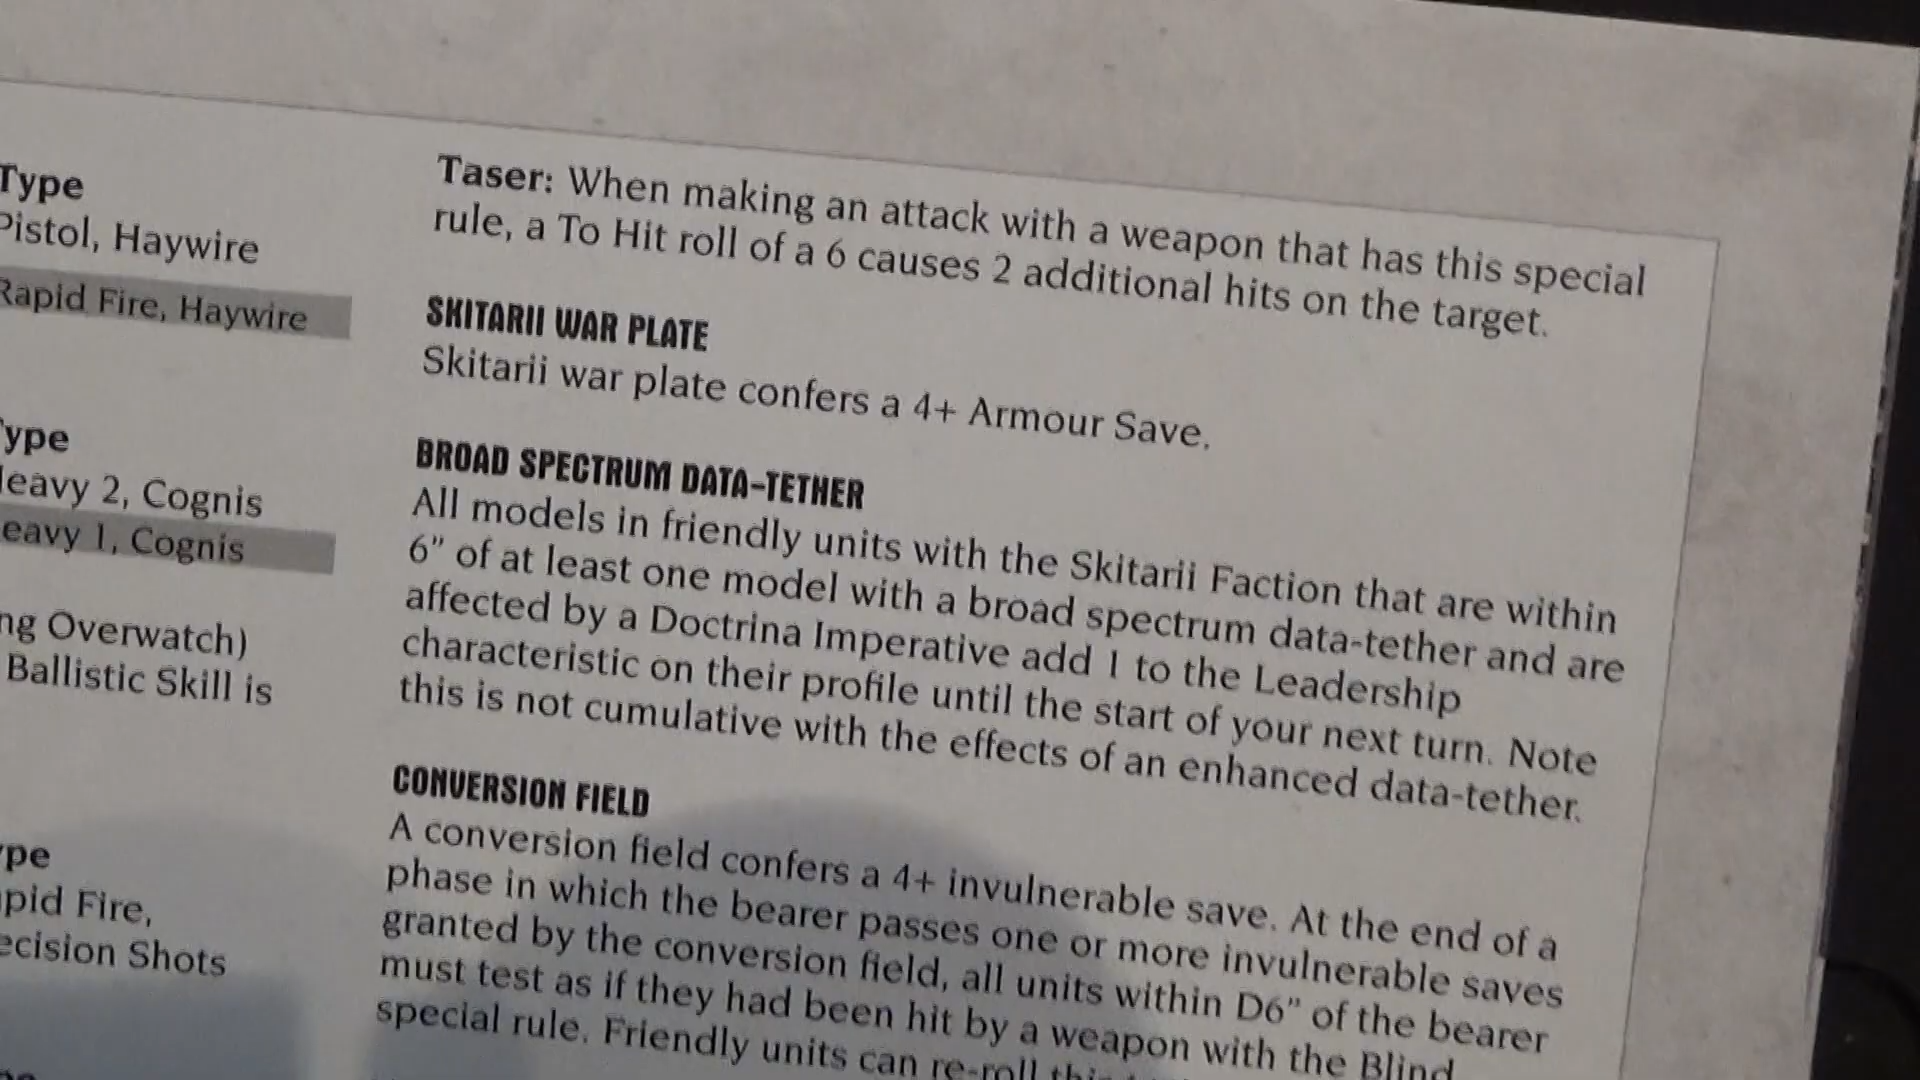 Type
Pistol, Haywire
Rapid Fire, Haywire
Type
Heavy 2, Cognis
Heavy 1, Cognis
ng Overwatch)
Ballistic Skill is
ype
pid Fire,
ecision Shots
Taser: When making an attack with a weapon that has this special
rule, a To Hit roll of a 6 causes 2 additional hits on the target.
SKITARII WAR PLATE
Skitarii war plate confers a 4+ Armour Save.
BROAD SPECTRUM DATA-TETHER
All models in friendly units with the Skitarii Faction that are within
6" of at least one model with a broad spectrum data-tether and are
affected by a Doctrina Imperative add 1 to the Leadership
characteristic on their profile until the start of your next turn. Note
this is not cumulative with the effects of an enhanced data-tether.
CONVERSION FIELD
A conversion field confers a 4+ invulnerable save. At the end of a
phase in which the bearer passes one or more invulnerable saves
granted by the conversion field, all units within D6" of the bearer
must test as if they had been hit by a weapon with the Blind
special rule. Friendly units can re-roll